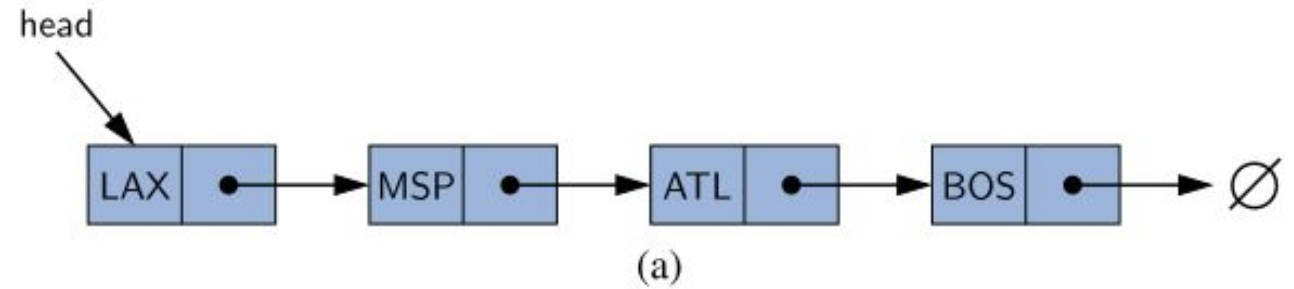 head
LAX MSP ATL BOS ∅
(a)